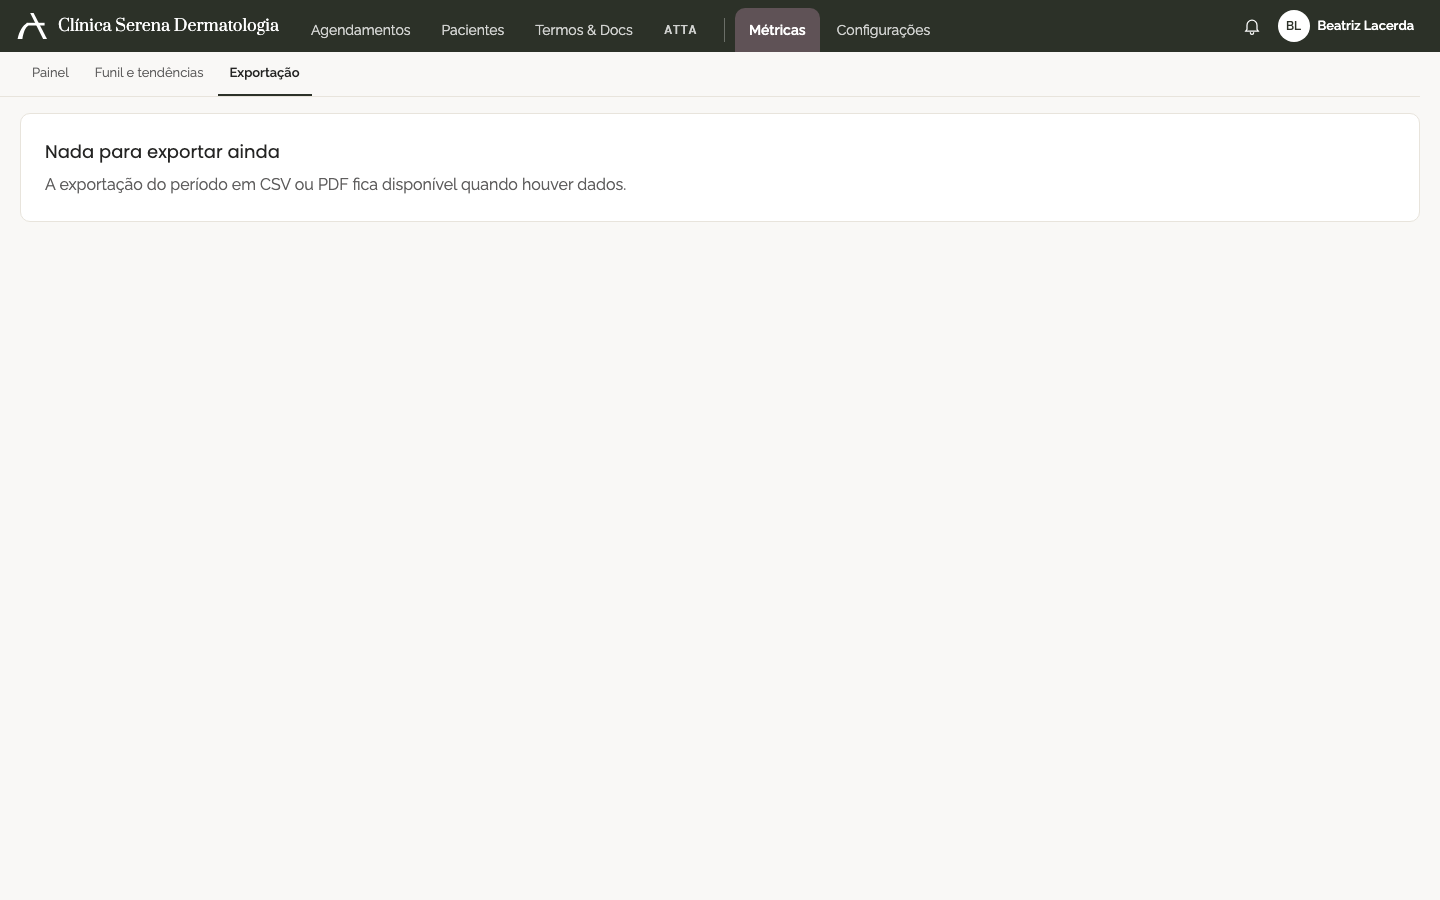 Clínica Serena Dermatologia
Agendamentos
Pacientes
Termos & Docs
ATTA
Métricas
Configurações
BL
Beatriz Lacerda
Painel
Funil e tendências
Exportação
Nada para exportar ainda
A exportação do período em CSV ou PDF fica disponível quando houver dados.